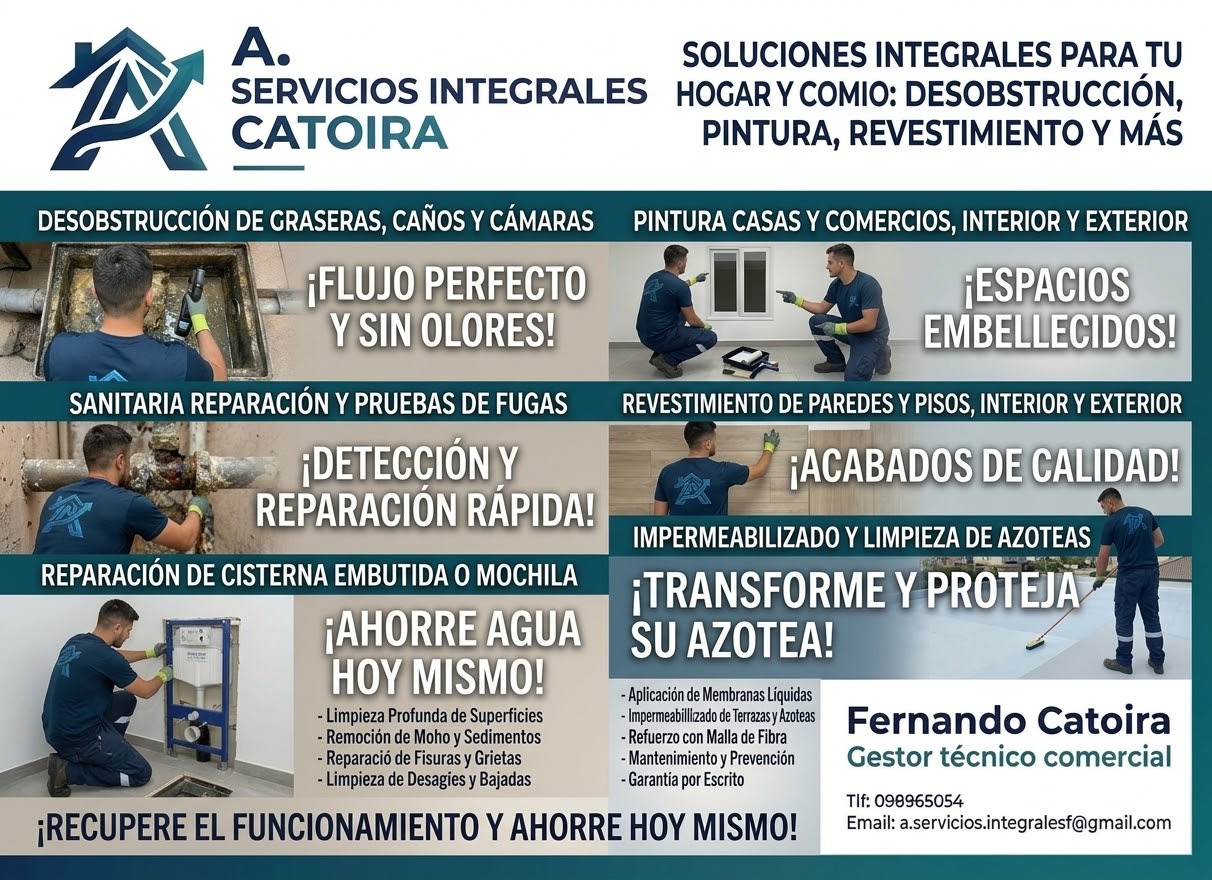 A.
SERVICIOS INTEGRALES
CATOIRA
SOLUCIONES INTEGRALES PARA TU
HOGAR Y COMIO: DESOBSTRUCCIÓN,
PINTURA, REVESTIMIENTO Y MÁS
DESOBSTRUCCIÓN DE GRASERAS, CAÑOS Y CÁMARAS
¡FLUJO PERFECTO
Y SIN OLORES!
SANITARIA REPARACIÓN Y PRUEBAS DE FUGAS
¡DETECCIÓN Y
REPARACIÓN RÁPIDA!
REPARACIÓN DE CISTERNA EMBUTIDA O MOCHILA
¡AHORRE AGUA
HOY MISMO!
- Limpieza Profunda de Superficies
- Remoción de Moho y Sedimentos
- Reparació de Fisuras y Grietas
- Limpieza de Desagíes y Bajadas
PINTURA CASAS Y COMERCIOS, INTERIOR Y EXTERIOR
¡ESPACIOS
EMBELLECIDOS!
REVESTIMIENTO DE PAREDES Y PISOS, INTERIOR Y EXTERIOR
¡ACABADOS DE CALIDAD!
IMPERMEABILIZADO Y LIMPIEZA DE AZOTEAS
¡TRANSFORME Y PROTEJA
SU AZOTEA!
- Aplicación de Membranas Líquidas
- Impermeabilllizado de Terrazas y Azoteas
- Refuerzo con Malla de Fibra
- Mantenimiento y Prevención
- Garantía por Escrito
¡RECUPERE EL FUNCIONAMIENTO Y AHORRE HOY MISMO!
Fernando Catoira
Gestor técnico comercial
Tlf: 098965054
Email: a.servicios.integralesf@gmail.com